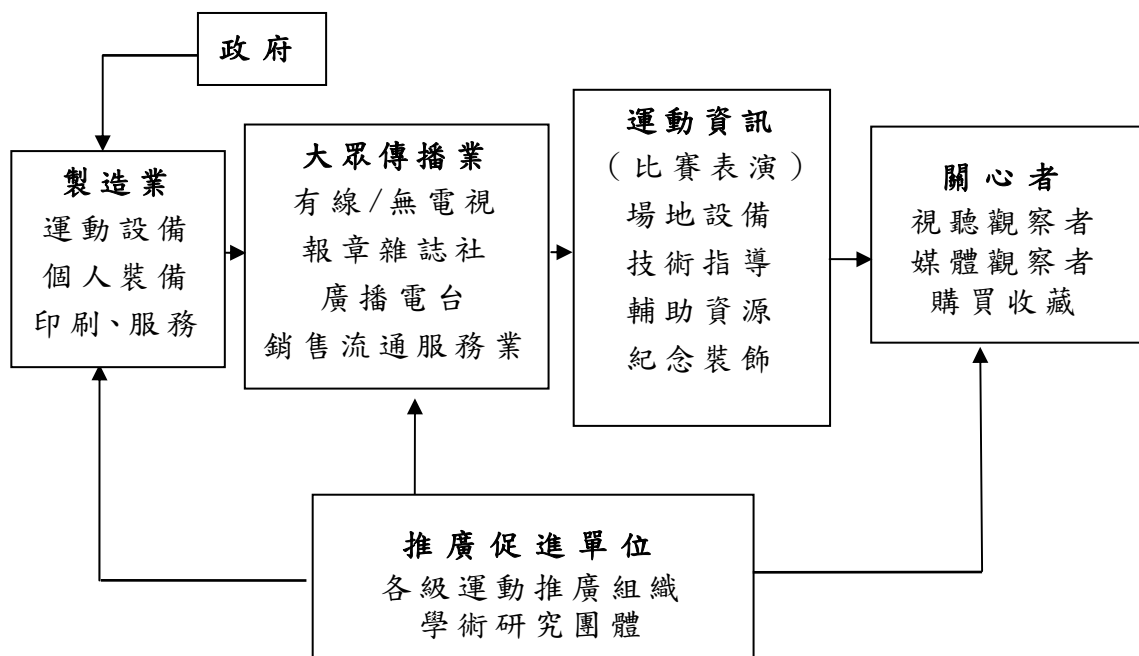 政府
製造業
運動設備
個人裝備
印刷、服務
大眾傳播業
有線/無電視
報章雜誌社
廣播電台
銷售流通服務業
運動資訊
（比賽表演）
場地設備
技術指導
輔助資源
紀念裝飾
關心者
視聽觀察者
媒體觀察者
購買收藏
推廣促進單位
各級運動推廣組織
學術研究團體